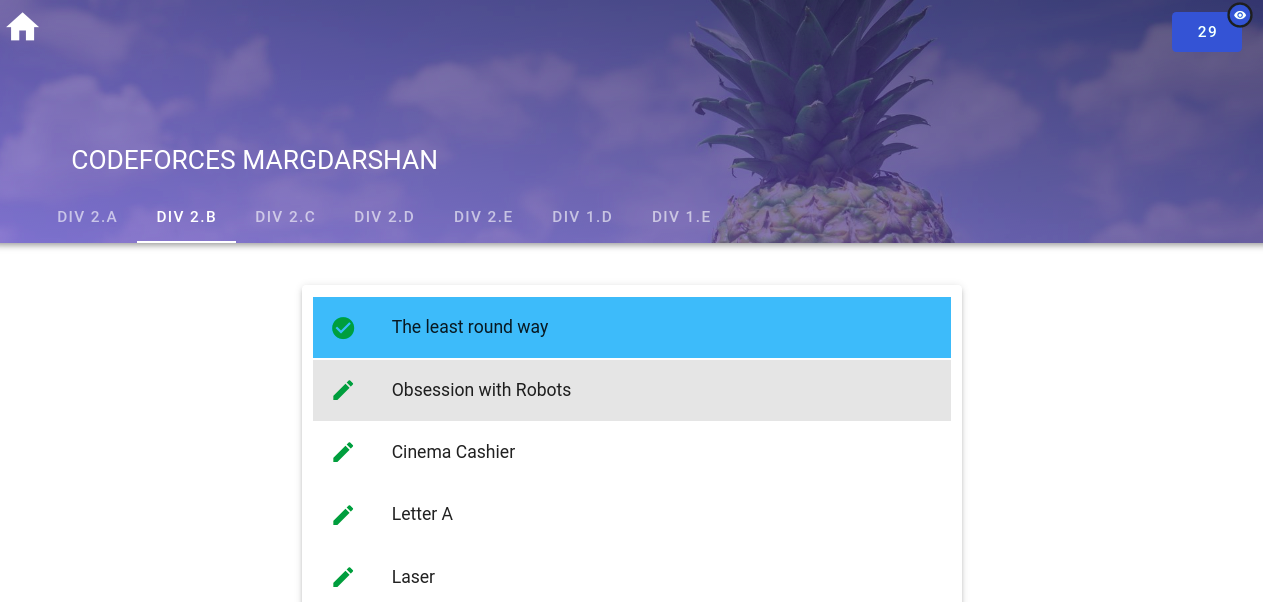 29
CODEFORCES MARGDARSHAN
DIV 2.A DIV 2.B DIV 2.C DIV 2.D DIV 2.E DIV 1.D DIV 1.E
The least round way
Obsession with Robots
Cinema Cashier
Letter A
Laser